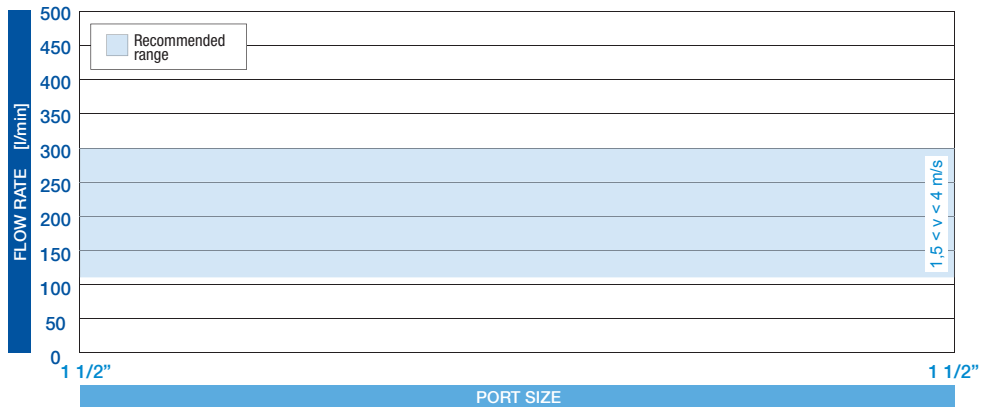 500
450
400
350
300
250
200
150
100
50
0
FLOW RATE [l/min]
Recommended
range
1,5 < v < 4 m/s
1 1/2”
1 1/2”
PORT SIZE